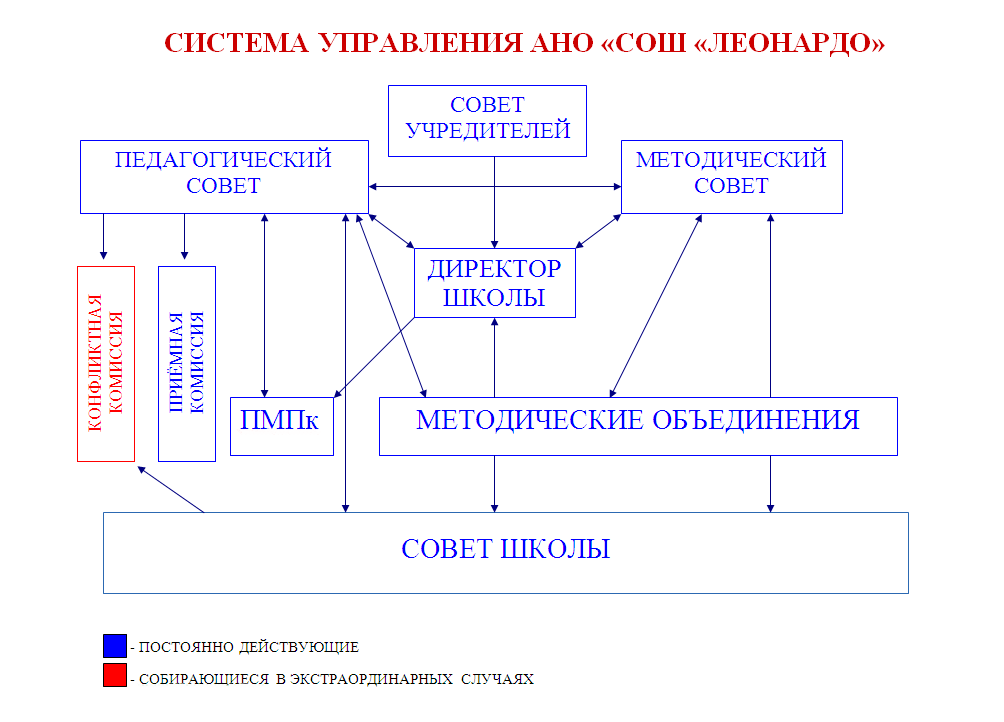 СИСТЕМА УПРАВЛЕНИЯ АНО «СОШ «ЛЕОНАРДО»
СОВЕТ
УЧРЕДИТЕЛЕЙ
ПЕДАГОГИЧЕСКИЙ
СОВЕТ
МЕТОДИЧЕСКИЙ
СОВЕТ
ДИРЕКТОР
ШКОЛЫ
КОНФЛИКТНАЯ
КОМИССИЯ
ПРИЁМНАЯ
КОМИССИЯ
ПМПк
МЕТОДИЧЕСКИЕ ОБЪЕДИНЕНИЯ
СОВЕТ ШКОЛЫ
- ПОСТОЯННО ДЕЙСТВУЮЩИЕ
- СОБИРАЮЩИЕСЯ В ЭКСТРАОРДИНАРНЫХ СЛУЧАЯХ